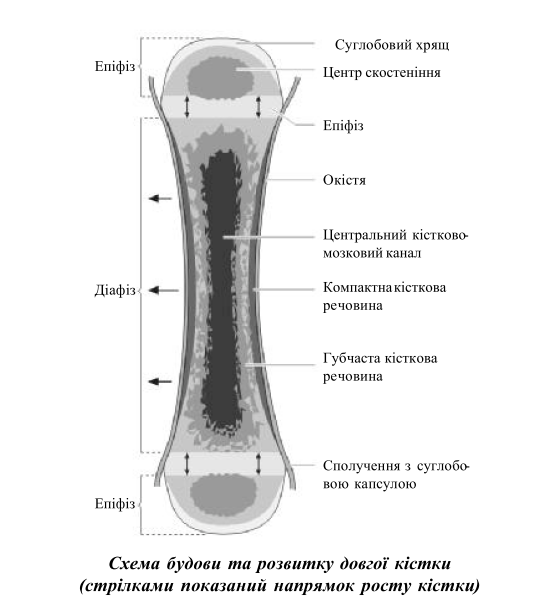 Суглобовий хрящ
Епіфіз
Центр скостеніння
Епіфіз
Окістя
Центральний кістково-
мозковий канал
Діафіз
Компактна кісткова
речовина
Губчаста кісткова
речовина
Сполучення з суглобо-
вою капсулою
Епіфіз
Схема будови та розвитку довгої кістки
(стрілками показаний напрямок росту кістки)